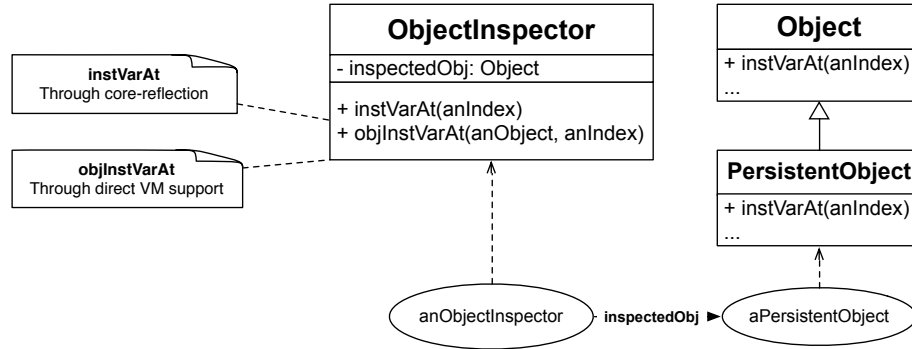 ObjectInspector
- inspectedObj: Object
+ instVarAt(anIndex)
+ objInstVarAt(anObject, anIndex)
instVarAt
Through core-reflection
objInstVarAt
Through direct VM support
Object
+ instVarAt(anIndex)
...
PersistentObject
+ instVarAt(anIndex)
...
anObjectInspector
inspectedObj
aPersistentObject